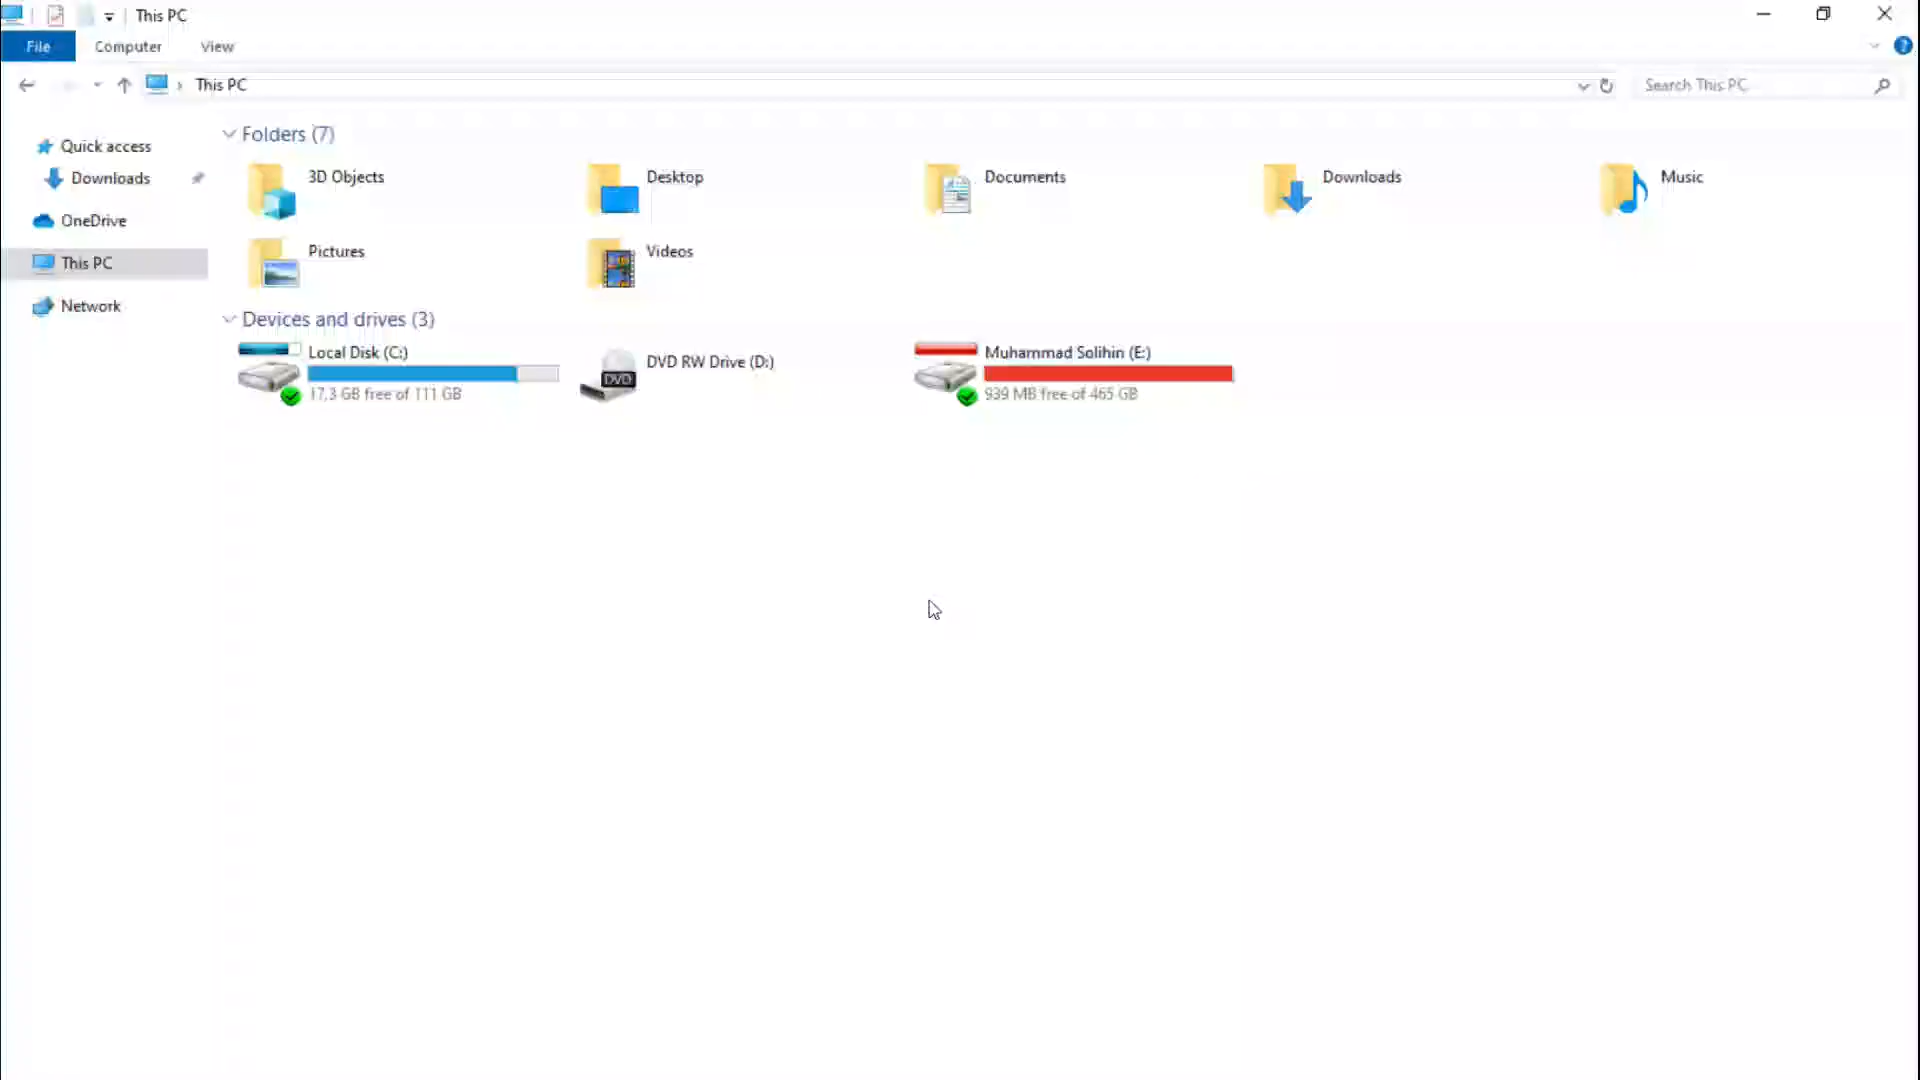 This PC
File Computer View
This PC
Search This PC
Quick access
Downloads
OneDrive
This PC
Network
Folders (7)
3D Objects
Desktop
Documents
Downloads
Music
Pictures
Videos
Devices and drives (3)
Local Disk (C:)
17,3 GB free of 111 GB
DVD
DVD RW Drive (D:)
Muhammad Solihin (E:)
939 MB free of 465 GB